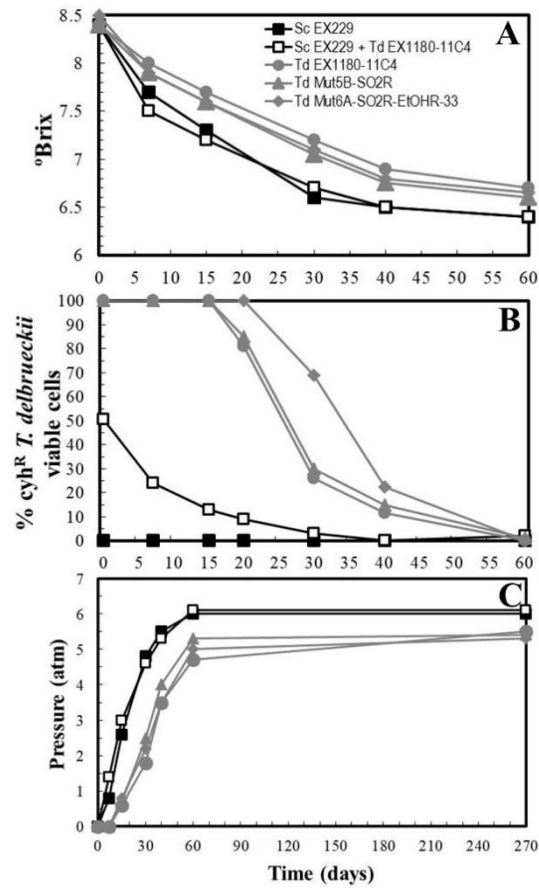 A
8.5
8
7.5
7
6.5
6
ºBrix
Sc EX229
Sc EX229 + Td EX1180-11C4
Td EX1180-11C4
Td Mut5B-SO2R
Td Mut6A-SO2R-EtOHR-33
0 5 10 15 20 25 30 35 40 45 50 55 60
B
100
90
80
70
60
50
40
30
20
10
0
% cyhᴿ T. delbrueckii
viable cells
0 5 10 15 20 25 30 35 40 45 50 55 60
C
7
6
5
4
3
2
1
0
Pressure (atm)
0 30 60 90 120 150 180 210 240 270
Time (days)